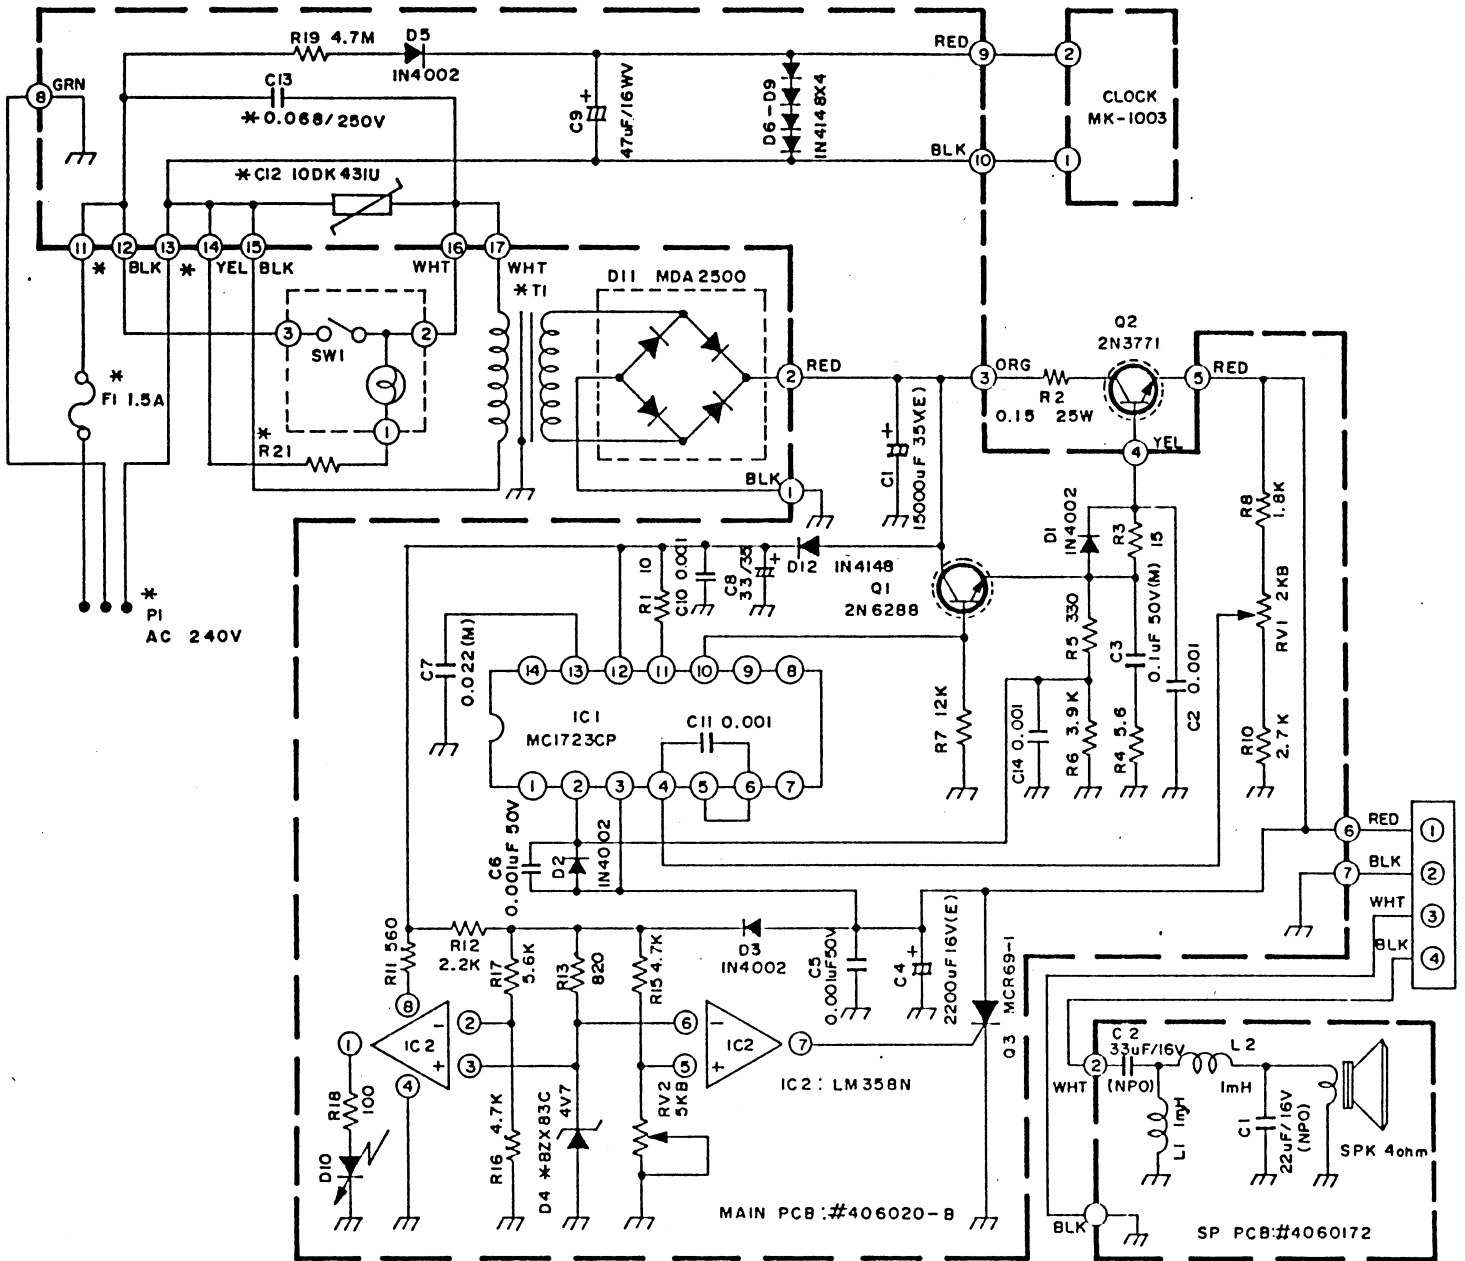 R19 4.7M
D5
1N4002
C13
* 0.068/250V
* C12 10DK431U
C9
+
47uF/16WV
D6-D9
1N4148X4
RED
9
2
CLOCK
MK-1003
BLK
10
1
8
GRN
11
12
13
14
15
16
17
*
BLK
*
YEL
BLK
WHT
WHT
* T1
D11 MDA2500
3
SW1
2
1
*
F1 1.5A
*
R21
*
P1
AC 240V
2
RED
BLK
1
C1
+
15000uF 35V(E)
3
ORG
R2
0.15 25W
Q2
2N3771
5
RED
4
YEL
D1
1N4002
R3
15
R8
1.8K
RV1 2KB
R10
2.7K
D12 1N4148
Q1
2N6288
R1 10
C10 0.001
C8
33/35
+
C7
0.022(M)
R5 330
C3
0.1uF 50V(M)
C2 0.001
R7 12K
C14 0.001
R6 3.9K
R4 5.6
14
13
12
11
10
9
8
IC1
MC1723CP
C11 0.001
1
2
3
4
5
6
7
C6
0.001uF 50V
D2
1N4002
R11 560
R12
2.2K
R17
5.6K
R13
820
R15 4.7K
D3
1N4002
C5
0.001uF50V
C4
+
2200uF16V(E)
Q3 MCR69-1
8
1
IC2
-
+
2
3
4
6
5
-
+
IC2
7
IC2: LM358N
R18
100
D10
R16 4.7K
D4 *BZX83C
4V7
RV2
5KB
MAIN PCB:#406020-B
6
RED
1
7
BLK
2
WHT
3
BLK
4
C2
33uF/16V
(NPO)
2
WHT
L2
1mH
L1 1mH
C1
22uF/16V
(NPO)
SPK 4ohm
BLK
SP PCB:#4060172